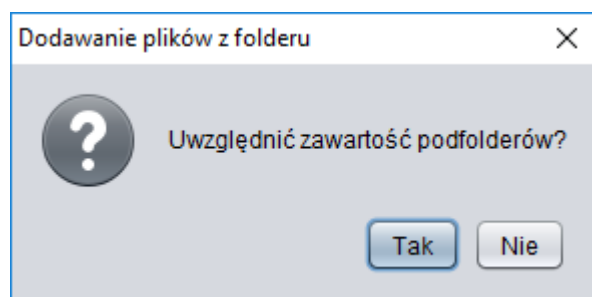 Dodawanie plików z folderu
Uwzględnić zawartość podfolderów?
Tak Nie